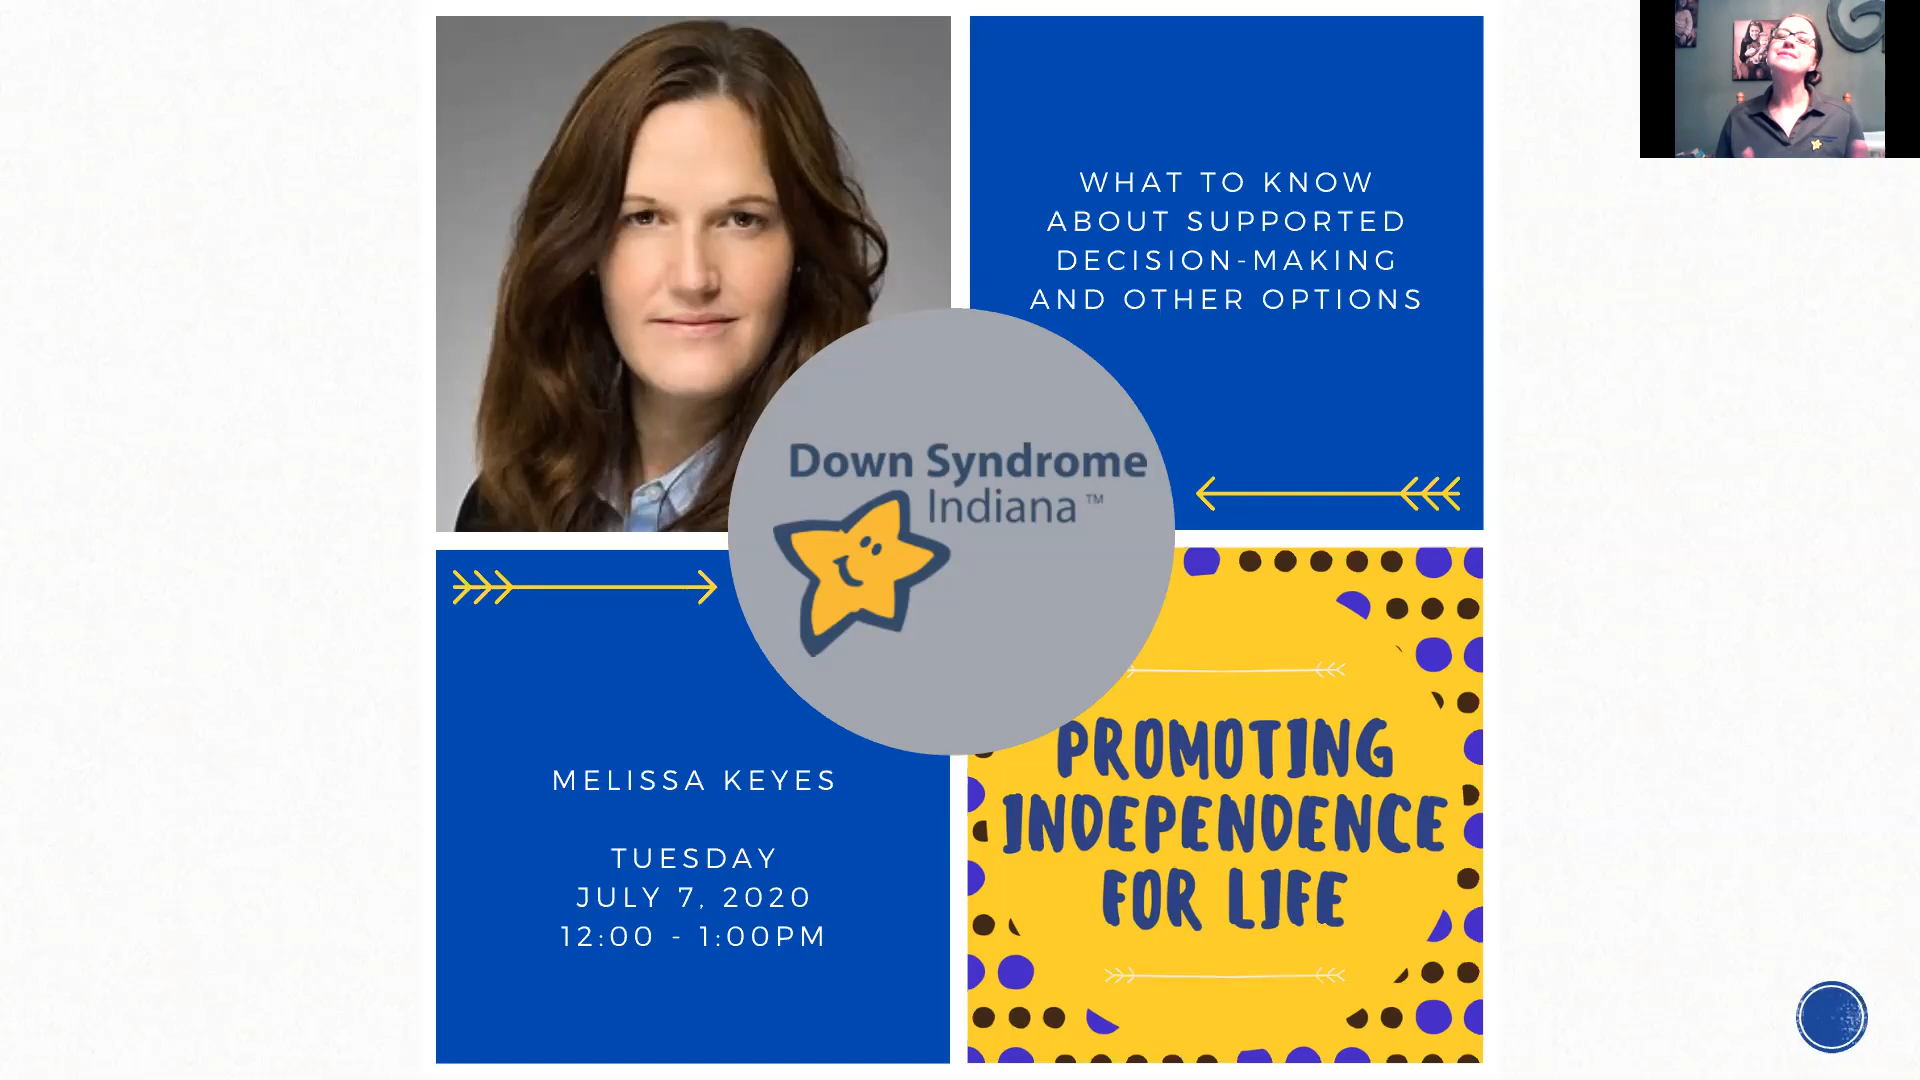 WHAT TO KNOW
ABOUT SUPPORTED
DECISION-MAKING
AND OTHER OPTIONS
Down Syndrome
Indiana™
MELISSA KEYES
TUESDAY
JULY 7, 2020
12:00 - 1:00PM
PROMOTING
INDEPENDENCE
FOR LIFE
G